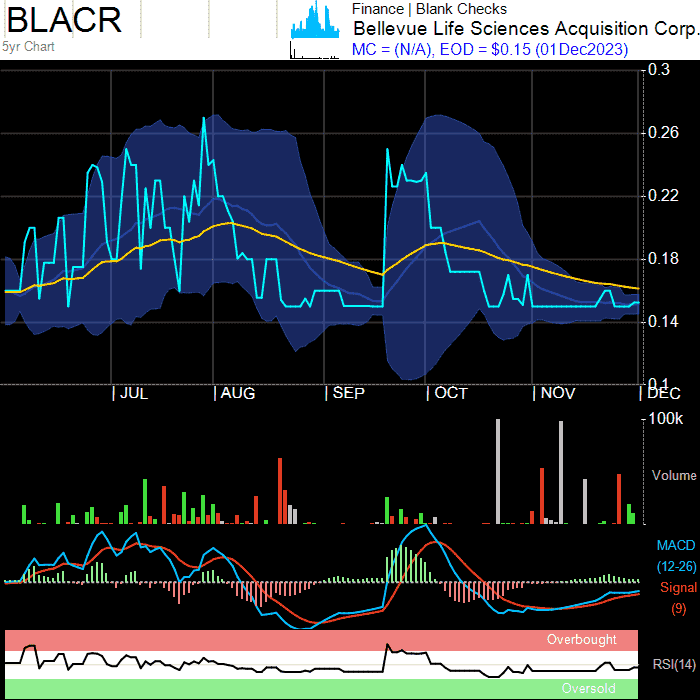 BLACR
5yr Chart
Finance | Blank Checks
Bellevue Life Sciences Acquisition Corp.
MC = (N/A), EOD = $0.15 (01Dec2023)
0.3
0.26
0.22
0.18
0.14
0.1
JUL AUG SEP OCT NOV DEC
100k
Volume
MACD
(12-26)
Signal
(9)
Overbought
RSI(14)
Oversold